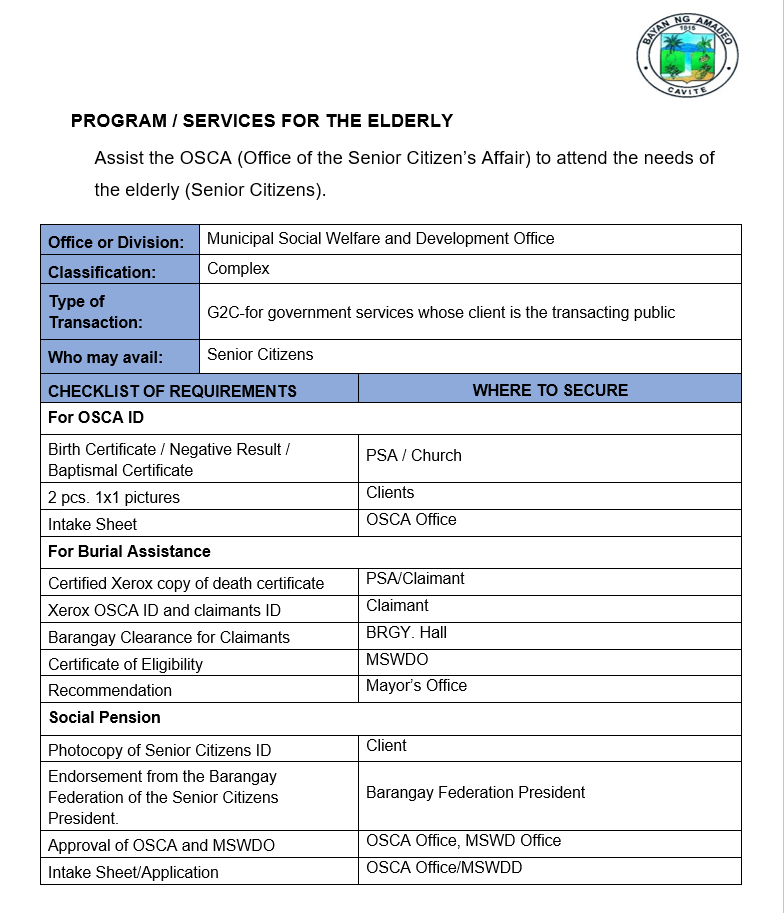 BAYAN NG AMADEO
1915
CAVITE
PROGRAM / SERVICES FOR THE ELDERLY
Assist the OSCA (Office of the Senior Citizen’s Affair) to attend the needs of
the elderly (Senior Citizens).
Office or Division: Municipal Social Welfare and Development Office
Classification: Complex
Type of
Transaction: G2C-for government services whose client is the transacting public
Who may avail: Senior Citizens
CHECKLIST OF REQUIREMENTS WHERE TO SECURE
For OSCA ID
Birth Certificate / Negative Result /
Baptismal Certificate PSA / Church
2 pcs. 1x1 pictures Clients
Intake Sheet OSCA Office
For Burial Assistance
Certified Xerox copy of death certificate PSA/Claimant
Xerox OSCA ID and claimants ID Claimant
Barangay Clearance for Claimants BRGY. Hall
Certificate of Eligibility MSWDO
Recommendation Mayor’s Office
Social Pension
Photocopy of Senior Citizens ID Client
Endorsement from the Barangay
Federation of the Senior Citizens
President. Barangay Federation President
Approval of OSCA and MSWDO OSCA Office, MSWD Office
Intake Sheet/Application OSCA Office/MSWDD